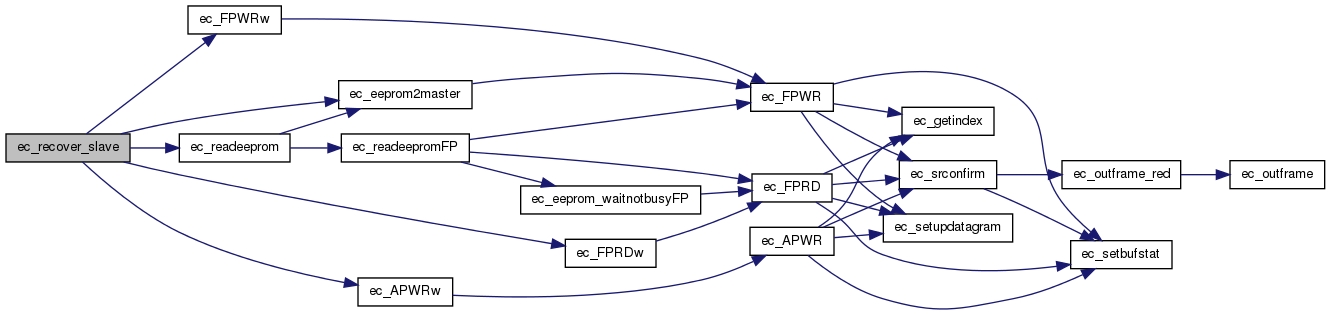 ec_FPWRw
ec_eeprom2master
ec_FPWR
ec_getindex
ec_recover_slave
ec_readeeprom
ec_readeepromFP
ec_srconfirm
ec_outframe_red
ec_outframe
ec_eeprom_waitnotbusyFP
ec_FPRD
ec_setupdatagram
ec_FPRDw
ec_APWR
ec_setbufstat
ec_APWRw